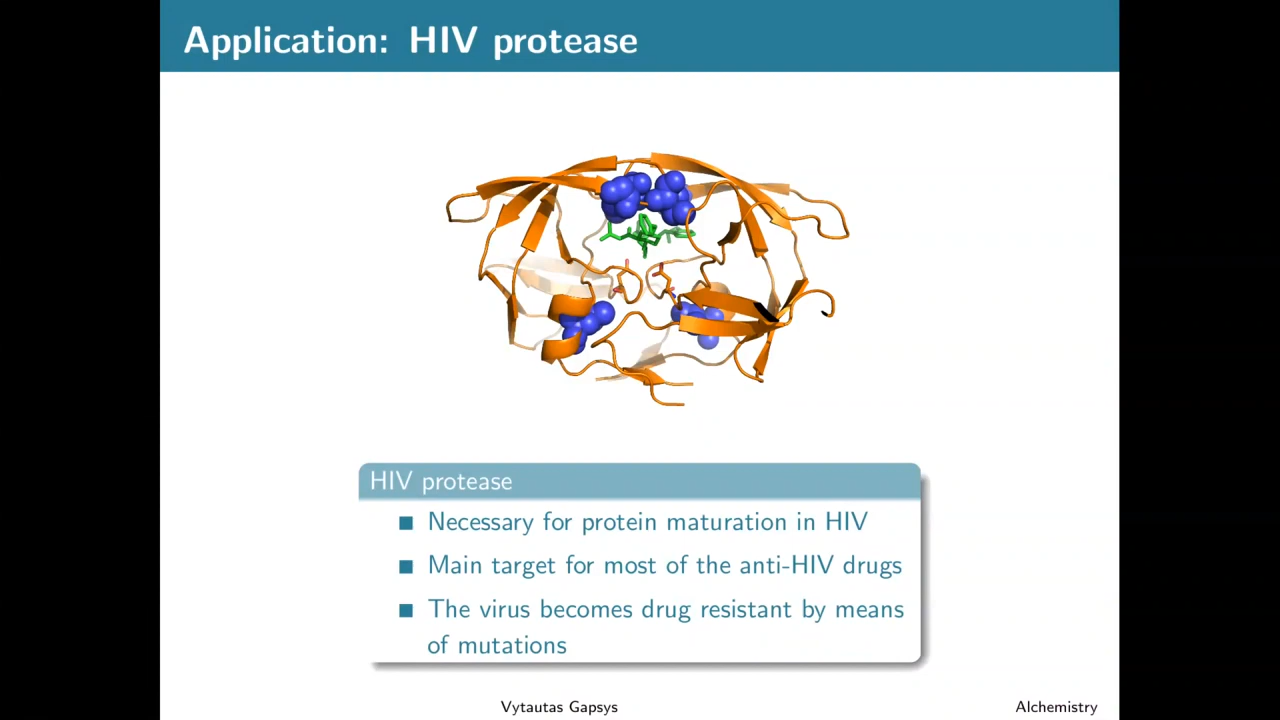 Application: HIV protease
HIV protease
Necessary for protein maturation in HIV
Main target for most of the anti-HIV drugs
The virus becomes drug resistant by means
of mutations
Vytautas Gapsys
Alchemistry